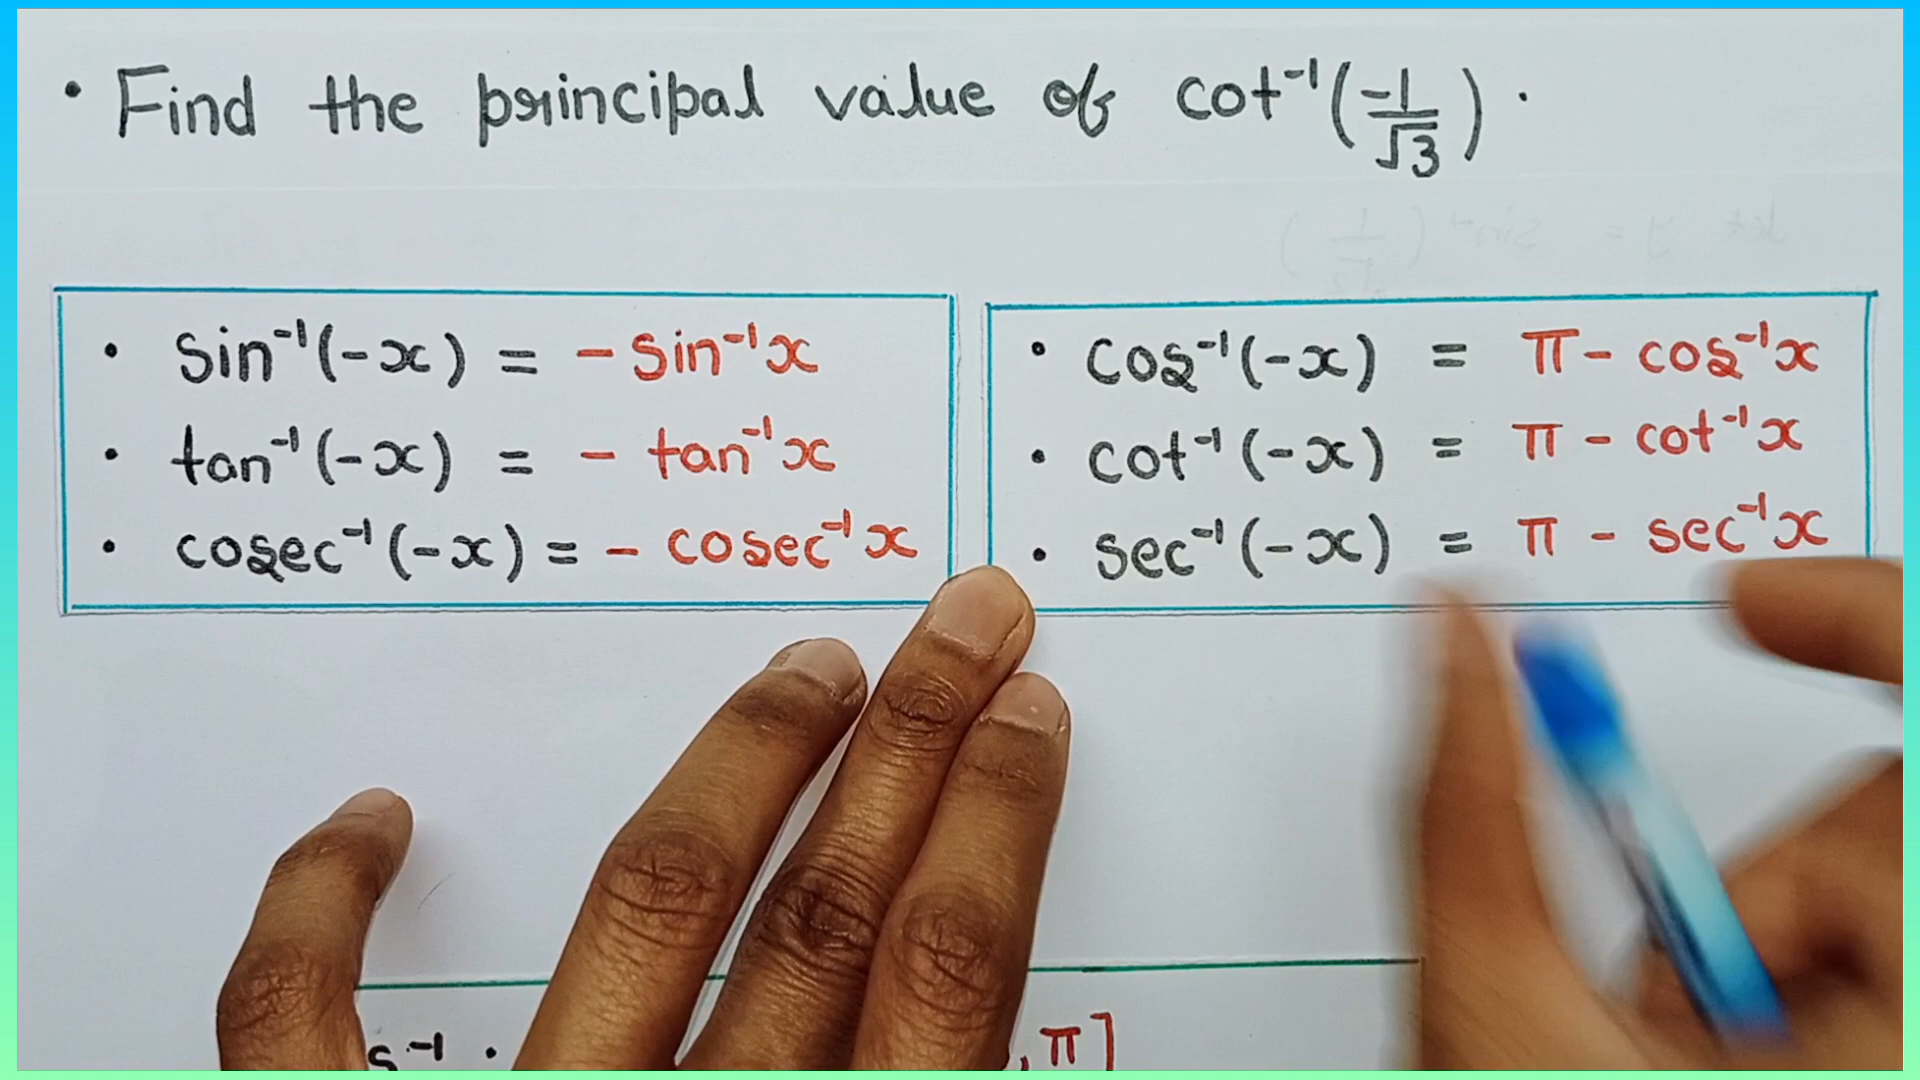 • Find the principal value of cot⁻¹(-1/√3).
• sin⁻¹(-x) = -sin⁻¹x
• tan⁻¹(-x) = - tan⁻¹x
• cosec⁻¹(-x) = - cosec⁻¹x
• cos⁻¹(-x) = π - cos⁻¹x
• cot⁻¹(-x) = π - cot⁻¹x
• sec⁻¹(-x) = π - sec⁻¹x
s⁻¹ · , π]